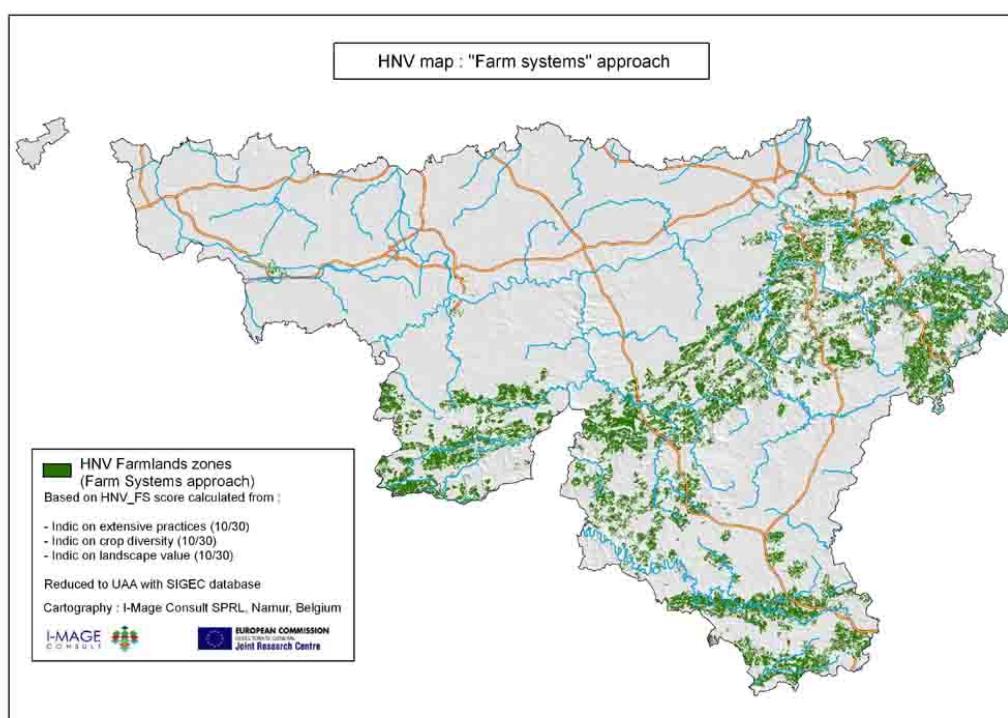 HNV map : "Farm systems" approach
HNV Farmlands zones
(Farm Systems approach)
Based on HNV_FS score calculated from :
- Indic on extensive practices (10/30)
- Indic on crop diversity (10/30)
- Indic on landscape value (10/30)
Reduced to UAA with SIGEC database
Cartography : I-Mage Consult SPRL, Namur, Belgium
I-MAGE
CONSULT
EUROPEAN COMMISSION
DIRECTORATE GENERAL
Joint Research Centre